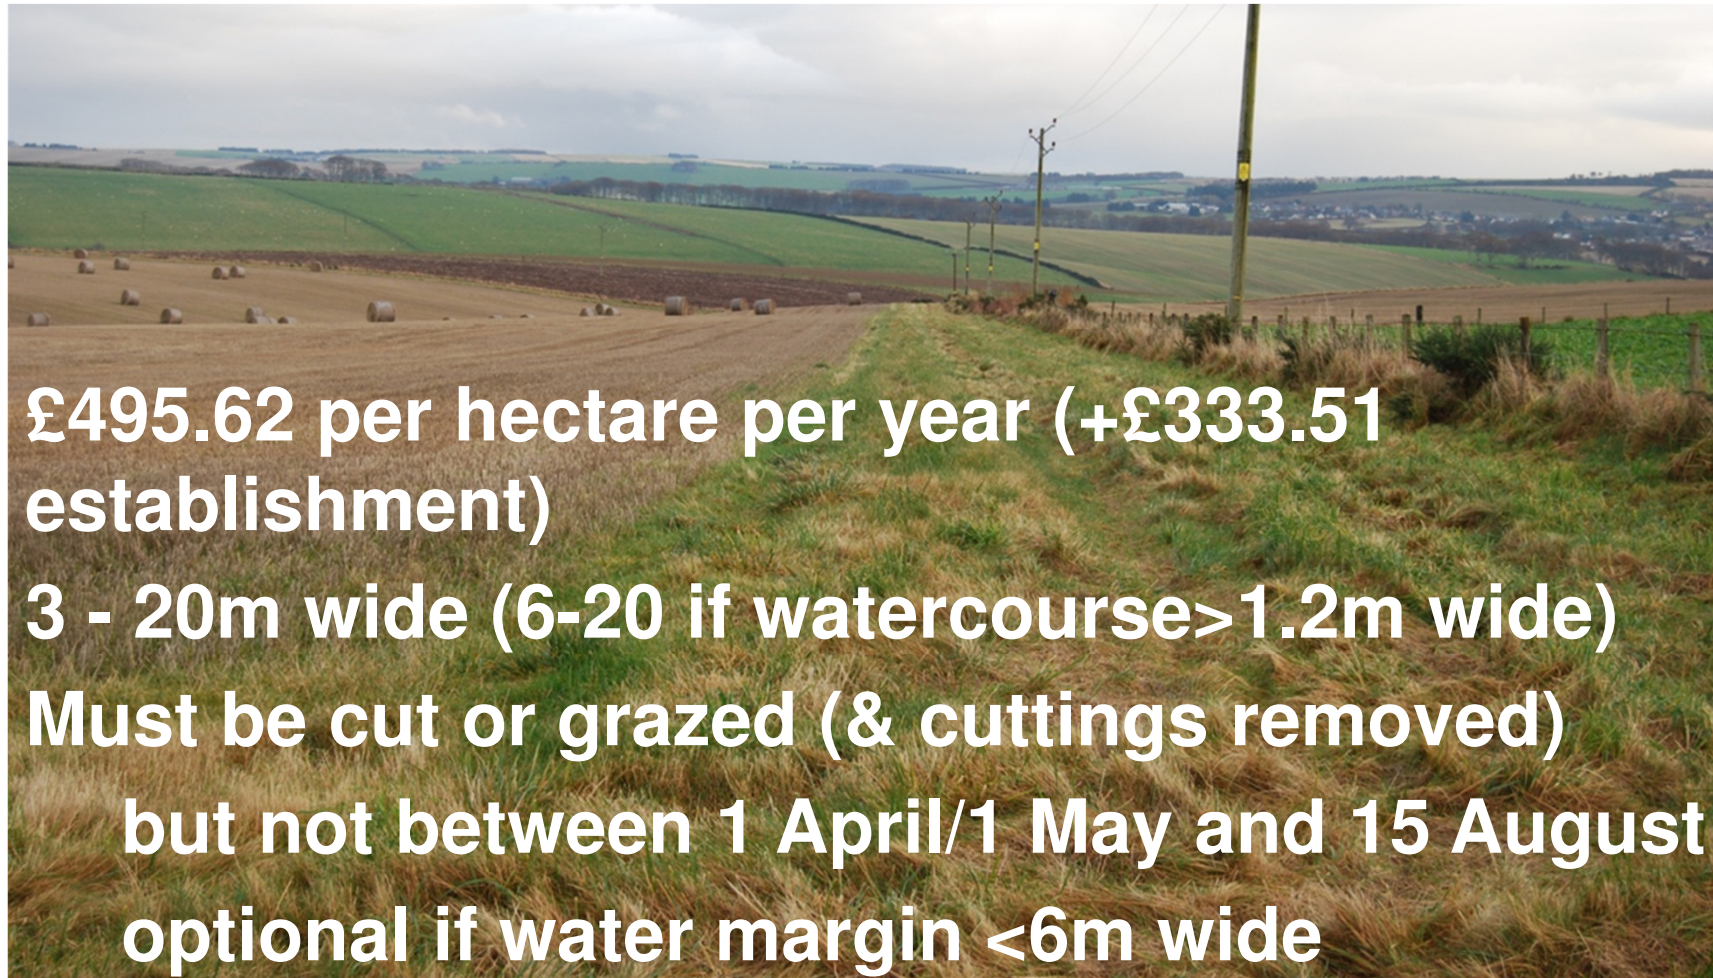 £495.62 per hectare per year (+£333.51
establishment)
3 - 20m wide (6-20 if watercourse>1.2m wide)
Must be cut or grazed (& cuttings removed)
but not between 1 April/1 May and 15 August
optional if water margin <6m wide